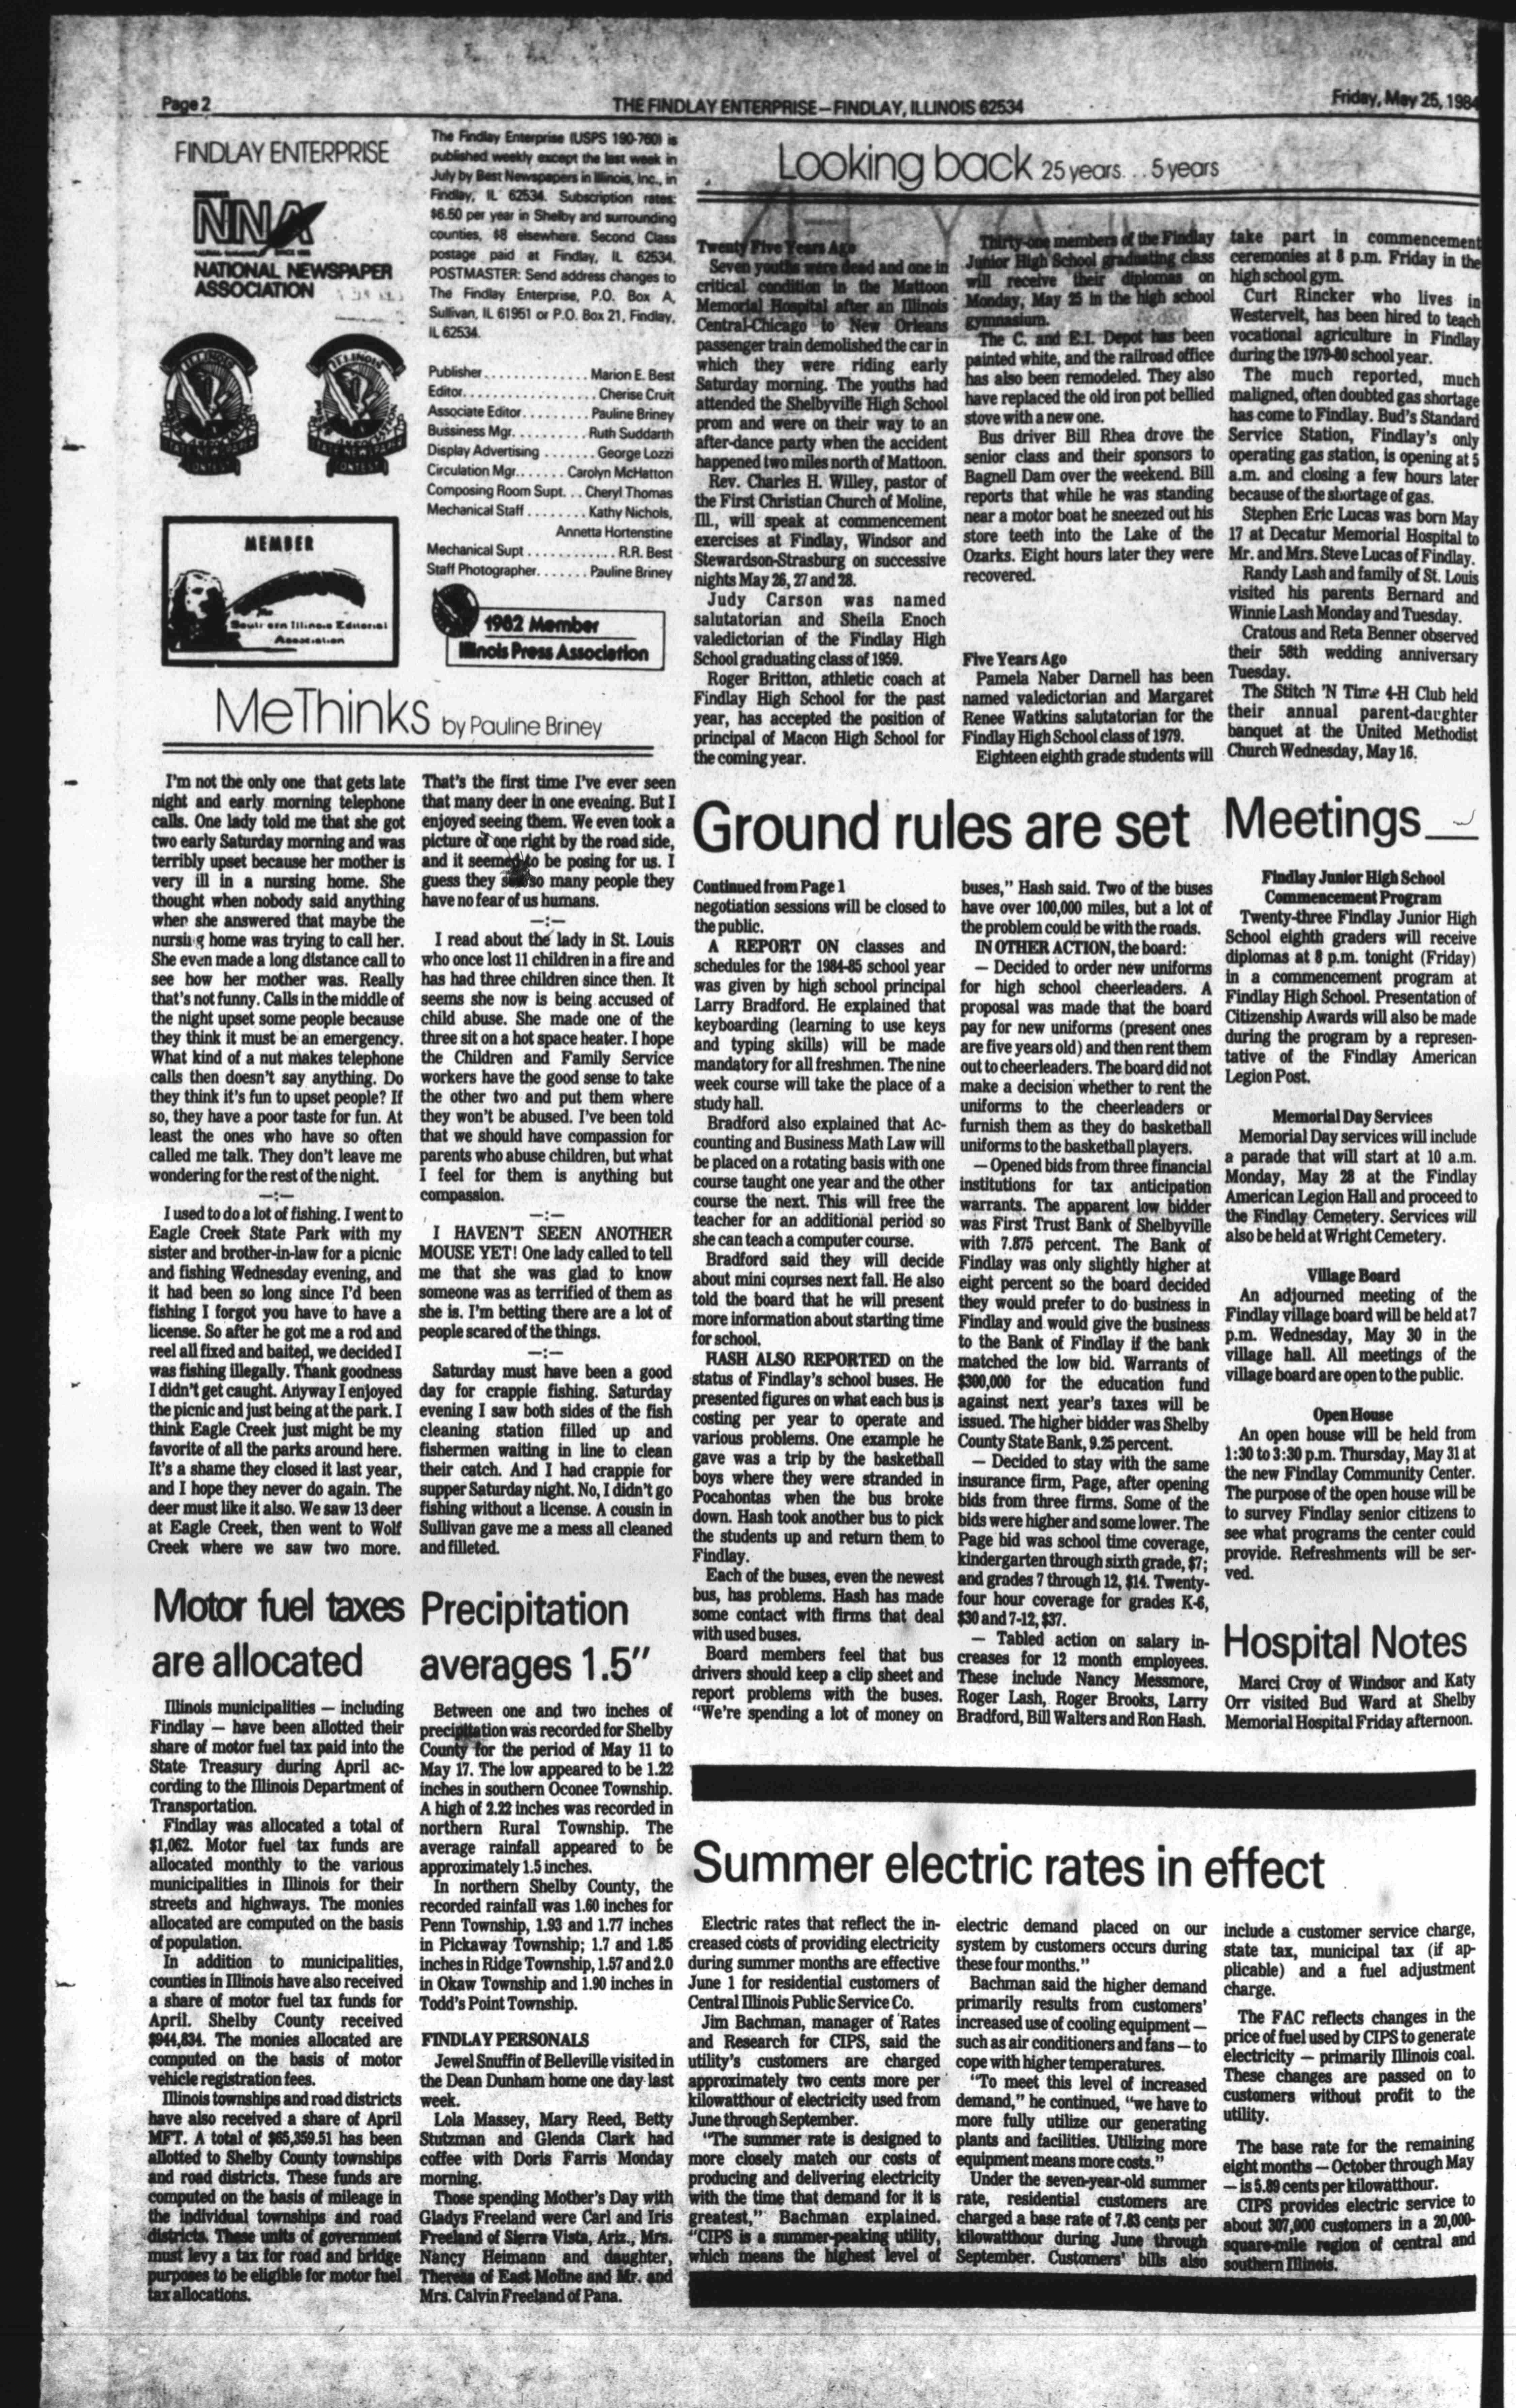 Page 2
THE FINDLAY ENTERPRISE—FINDLAY, ILLINOIS 62534
Friday, May 25, 1984
FINDLAY ENTERPRISE
NNA
NATIONAL NEWSPAPER
ASSOCIATION
MEMBER
Southern Illinois Editorial
Association
The Findlay Enterprise (USPS 190-760) is
published weekly except the last week in
July by Best Newspapers in Illinois, Inc., in
Findlay, IL 62534. Subscription rates:
$6.50 per year in Shelby and surrounding
counties, $8 elsewhere. Second Class
postage paid at Findlay, IL 62534.
POSTMASTER: Send address changes to
The Findlay Enterprise, P.O. Box A,
Sullivan, IL 61951 or P.O. Box 21, Findlay,
IL 62534.
Publisher............. Marion E. Best
Editor.................. Cherise Cruit
Associate Editor......... Pauline Briney
Bussiness Mgr.......... Ruth Suddarth
Display Advertising ....... George Lozzi
Circulation Mgr....... Carolyn McHatton
Composing Room Supt. . . Cheryl Thomas
Mechanical Staff ........ Kathy Nichols,
Annetta Hortenstine
Mechanical Supt ............ R.R. Best
Staff Photographer....... Pauline Briney
1982 Member
Illinois Press Association
MeThinks by Pauline Briney
I'm not the only one that gets late
night and early morning telephone
calls. One lady told me that she got
two early Saturday morning and was
terribly upset because her mother is
very ill in a nursing home. She
thought when nobody said anything
when she answered that maybe the
nursing home was trying to call her.
She even made a long distance call to
see how her mother was. Really
that's not funny. Calls in the middle of
the night upset some people because
they think it must be an emergency.
What kind of a nut makes telephone
calls then doesn't say anything. Do
they think it's fun to upset people? If
so, they have a poor taste for fun. At
least the ones who have so often
called me talk. They don't leave me
wondering for the rest of the night.
—:—
I used to do a lot of fishing. I went to
Eagle Creek State Park with my
sister and brother-in-law for a picnic
and fishing Wednesday evening, and
it had been so long since I'd been
fishing I forgot you have to have a
license. So after he got me a rod and
reel all fixed and baited, we decided I
was fishing illegally. Thank goodness
I didn't get caught. Anyway I enjoyed
the picnic and just being at the park. I
think Eagle Creek just might be my
favorite of all the parks around here.
It's a shame they closed it last year,
and I hope they never do again. The
deer must like it also. We saw 13 deer
at Eagle Creek, then went to Wolf
Creek where we saw two more.
That's the first time I've ever seen
that many deer in one evening. But I
enjoyed seeing them. We even took a
picture of one right by the road side,
and it seemed to be posing for us. I
guess they so many people they
have no fear of us humans.
—:—
I read about the lady in St. Louis
who once lost 11 children in a fire and
has had three children since then. It
seems she now is being accused of
child abuse. She made one of the
three sit on a hot space heater. I hope
the Children and Family Service
workers have the good sense to take
the other two and put them where
they won't be abused. I've been told
that we should have compassion for
parents who abuse children, but what
I feel for them is anything but
compassion.
—:—
I HAVEN'T SEEN ANOTHER
MOUSE YET! One lady called to tell
me that she was glad to know
someone was as terrified of them as
she is. I'm betting there are a lot of
people scared of the things.
—:—
Saturday must have been a good
day for crappie fishing. Saturday
evening I saw both sides of the fish
cleaning station filled up and
fishermen waiting in line to clean
their catch. And I had crappie for
supper Saturday night. No, I didn't go
fishing without a license. A cousin in
Sullivan gave me a mess all cleaned
and filleted.
Motor fuel taxes
are allocated
Illinois municipalities — including
Findlay — have been allotted their
share of motor fuel tax paid into the
State Treasury during April ac-
cording to the Illinois Department of
Transportation.
Findlay was allocated a total of
$1,062. Motor fuel tax funds are
allocated monthly to the various
municipalities in Illinois for their
streets and highways. The monies
allocated are computed on the basis
of population.
In addition to municipalities,
counties in Illinois have also received
a share of motor fuel tax funds for
April. Shelby County received
$944,834. The monies allocated are
computed on the basis of motor
vehicle registration fees.
Illinois townships and road districts
have also received a share of April
MFT. A total of $65,359.51 has been
allotted to Shelby County townships
and road districts. These funds are
computed on the basis of mileage in
the individual townships and road
districts. These units of government
must levy a tax for road and bridge
purposes to be eligible for motor fuel
tax allocations.
Precipitation
averages 1.5"
Between one and two inches of
precipitation was recorded for Shelby
County for the period of May 11 to
May 17. The low appeared to be 1.22
inches in southern Oconee Township.
A high of 2.22 inches was recorded in
northern Rural Township. The
average rainfall appeared to be
approximately 1.5 inches.
In northern Shelby County, the
recorded rainfall was 1.60 inches for
Penn Township, 1.93 and 1.77 inches
in Pickaway Township; 1.7 and 1.85
inches in Ridge Township, 1.57 and 2.0
in Okaw Township and 1.90 inches in
Todd's Point Township.
FINDLAY PERSONALS
Jewel Snuffin of Belleville visited in
the Dean Dunham home one day last
week.
Lola Massey, Mary Reed, Betty
Stutzman and Glenda Clark had
coffee with Doris Farris Monday
morning.
Those spending Mother's Day with
Gladys Freeland were Carl and Iris
Freeland of Sierra Vista, Ariz., Mrs.
Nancy Heimann and daughter,
Theresa of East Moline and Mr. and
Mrs. Calvin Freeland of Pana.
Looking back 25 years. . . 5 years
Twenty Five Years Ago
Seven youths were dead and one in
critical condition in the Mattoon
Memorial Hospital after an Illinois
Central-Chicago to New Orleans
passenger train demolished the car in
which they were riding early
Saturday morning. The youths had
attended the Shelbyville High School
prom and were on their way to an
after-dance party when the accident
happened two miles north of Mattoon.
Rev. Charles H. Willey, pastor of
the First Christian Church of Moline,
Ill., will speak at commencement
exercises at Findlay, Windsor and
Stewardson-Strasburg on successive
nights May 26, 27 and 28.
Judy Carson was named
salutatorian and Sheila Enoch
valedictorian of the Findlay High
School graduating class of 1959.
Roger Britton, athletic coach at
Findlay High School for the past
year, has accepted the position of
principal of Macon High School for
the coming year.
Thirty-one members of the Findlay
Junior High School graduating class
will receive their diplomas on
Monday, May 25 in the high school
gymnasium.
The C. and E.I. Depot has been
painted white, and the railroad office
has also been remodeled. They also
have replaced the old iron pot bellied
stove with a new one.
Bus driver Bill Rhea drove the
senior class and their sponsors to
Bagnell Dam over the weekend. Bill
reports that while he was standing
near a motor boat he sneezed out his
store teeth into the Lake of the
Ozarks. Eight hours later they were
recovered.
Five Years Ago
Pamela Naber Darnell has been
named valedictorian and Margaret
Renee Watkins salutatorian for the
Findlay High School class of 1979.
Eighteen eighth grade students will
take part in commencement
ceremonies at 8 p.m. Friday in the
high school gym.
Curt Rincker who lives in
Westervelt, has been hired to teach
vocational agriculture in Findlay
during the 1979-80 school year.
The much reported, much
maligned, often doubted gas shortage
has come to Findlay. Bud's Standard
Service Station, Findlay's only
operating gas station, is opening at 5
a.m. and closing a few hours later
because of the shortage of gas.
Stephen Eric Lucas was born May
17 at Decatur Memorial Hospital to
Mr. and Mrs. Steve Lucas of Findlay.
Randy Lash and family of St. Louis
visited his parents Bernard and
Winnie Lash Monday and Tuesday.
Cratous and Reta Benner observed
their 58th wedding anniversary
Tuesday.
The Stitch 'N Time 4-H Club held
their annual parent-daughter
banquet at the United Methodist
Church Wednesday, May 16.
Ground rules are set
Continued from Page 1
negotiation sessions will be closed to
the public.
A REPORT ON classes and
schedules for the 1984-85 school year
was given by high school principal
Larry Bradford. He explained that
keyboarding (learning to use keys
and typing skills) will be made
mandatory for all freshmen. The nine
week course will take the place of a
study hall.
Bradford also explained that Ac-
counting and Business Math Law will
be placed on a rotating basis with one
course taught one year and the other
course the next. This will free the
teacher for an additional period so
she can teach a computer course.
Bradford said they will decide
about mini courses next fall. He also
told the board that he will present
more information about starting time
for school.
HASH ALSO REPORTED on the
status of Findlay's school buses. He
presented figures on what each bus is
costing per year to operate and
various problems. One example he
gave was a trip by the basketball
boys where they were stranded in
Pocahontas when the bus broke
down. Hash took another bus to pick
the students up and return them to
Findlay.
Each of the buses, even the newest
bus, has problems. Hash has made
some contact with firms that deal
with used buses.
Board members feel that bus
drivers should keep a clip sheet and
report problems with the buses.
"We're spending a lot of money on
buses," Hash said. Two of the buses
have over 100,000 miles, but a lot of
the problem could be with the roads.
IN OTHER ACTION, the board:
— Decided to order new uniforms
for high school cheerleaders. A
proposal was made that the board
pay for new uniforms (present ones
are five years old) and then rent them
out to cheerleaders. The board did not
make a decision whether to rent the
uniforms to the cheerleaders or
furnish them as they do basketball
uniforms to the basketball players.
— Opened bids from three financial
institutions for tax anticipation
warrants. The apparent low bidder
was First Trust Bank of Shelbyville
with 7.875 percent. The Bank of
Findlay was only slightly higher at
eight percent so the board decided
they would prefer to do business in
Findlay and would give the business
to the Bank of Findlay if the bank
matched the low bid. Warrants of
$300,000 for the education fund
against next year's taxes will be
issued. The higher bidder was Shelby
County State Bank, 9.25 percent.
— Decided to stay with the same
insurance firm, Page, after opening
bids from three firms. Some of the
bids were higher and some lower. The
Page bid was school time coverage,
kindergarten through sixth grade, $7;
and grades 7 through 12, $14. Twenty-
four hour coverage for grades K-6,
$30 and 7-12, $37.
— Tabled action on salary in-
creases for 12 month employees.
These include Nancy Messmore,
Roger Lash, Roger Brooks, Larry
Bradford, Bill Walters and Ron Hash.
Meetings
Findlay Junior High School
Commencement Program
Twenty-three Findlay Junior High
School eighth graders will receive
diplomas at 8 p.m. tonight (Friday)
in a commencement program at
Findlay High School. Presentation of
Citizenship Awards will also be made
during the program by a represen-
tative of the Findlay American
Legion Post.
Memorial Day Services
Memorial Day services will include
a parade that will start at 10 a.m.
Monday, May 28 at the Findlay
American Legion Hall and proceed to
the Findlay Cemetery. Services will
also be held at Wright Cemetery.
Village Board
An adjourned meeting of the
Findlay village board will be held at 7
p.m. Wednesday, May 30 in the
village hall. All meetings of the
village board are open to the public.
Open House
An open house will be held from
1:30 to 3:30 p.m. Thursday, May 31 at
the new Findlay Community Center.
The purpose of the open house will be
to survey Findlay senior citizens to
see what programs the center could
provide. Refreshments will be ser-
ved.
Hospital Notes
Marci Croy of Windsor and Katy
Orr visited Bud Ward at Shelby
Memorial Hospital Friday afternoon.
Summer electric rates in effect
Electric rates that reflect the in-
creased costs of providing electricity
during summer months are effective
June 1 for residential customers of
Central Illinois Public Service Co.
Jim Bachman, manager of Rates
and Research for CIPS, said the
utility's customers are charged
approximately two cents more per
kilowatthour of electricity used from
June through September.
"The summer rate is designed to
more closely match our costs of
producing and delivering electricity
with the time that demand for it is
greatest," Bachman explained.
"CIPS is a summer-peaking utility,
which means the highest level of
electric demand placed on our
system by customers occurs during
these four months."
Bachman said the higher demand
primarily results from customers'
increased use of cooling equipment —
such as air conditioners and fans — to
cope with higher temperatures.
"To meet this level of increased
demand," he continued, "we have to
more fully utilize our generating
plants and facilities. Utilizing more
equipment means more costs."
Under the seven-year-old summer
rate, residential customers are
charged a base rate of 7.83 cents per
kilowatthour during June through
September. Customers' bills also
include a customer service charge,
state tax, municipal tax (if ap-
plicable) and a fuel adjustment
charge.
The FAC reflects changes in the
price of fuel used by CIPS to generate
electricity — primarily Illinois coal.
These changes are passed on to
customers without profit to the
utility.
The base rate for the remaining
eight months — October through May
— is 5.89 cents per kilowatthour.
CIPS provides electric service to
about 307,000 customers in a 20,000-
square-mile region of central and
southern Illinois.